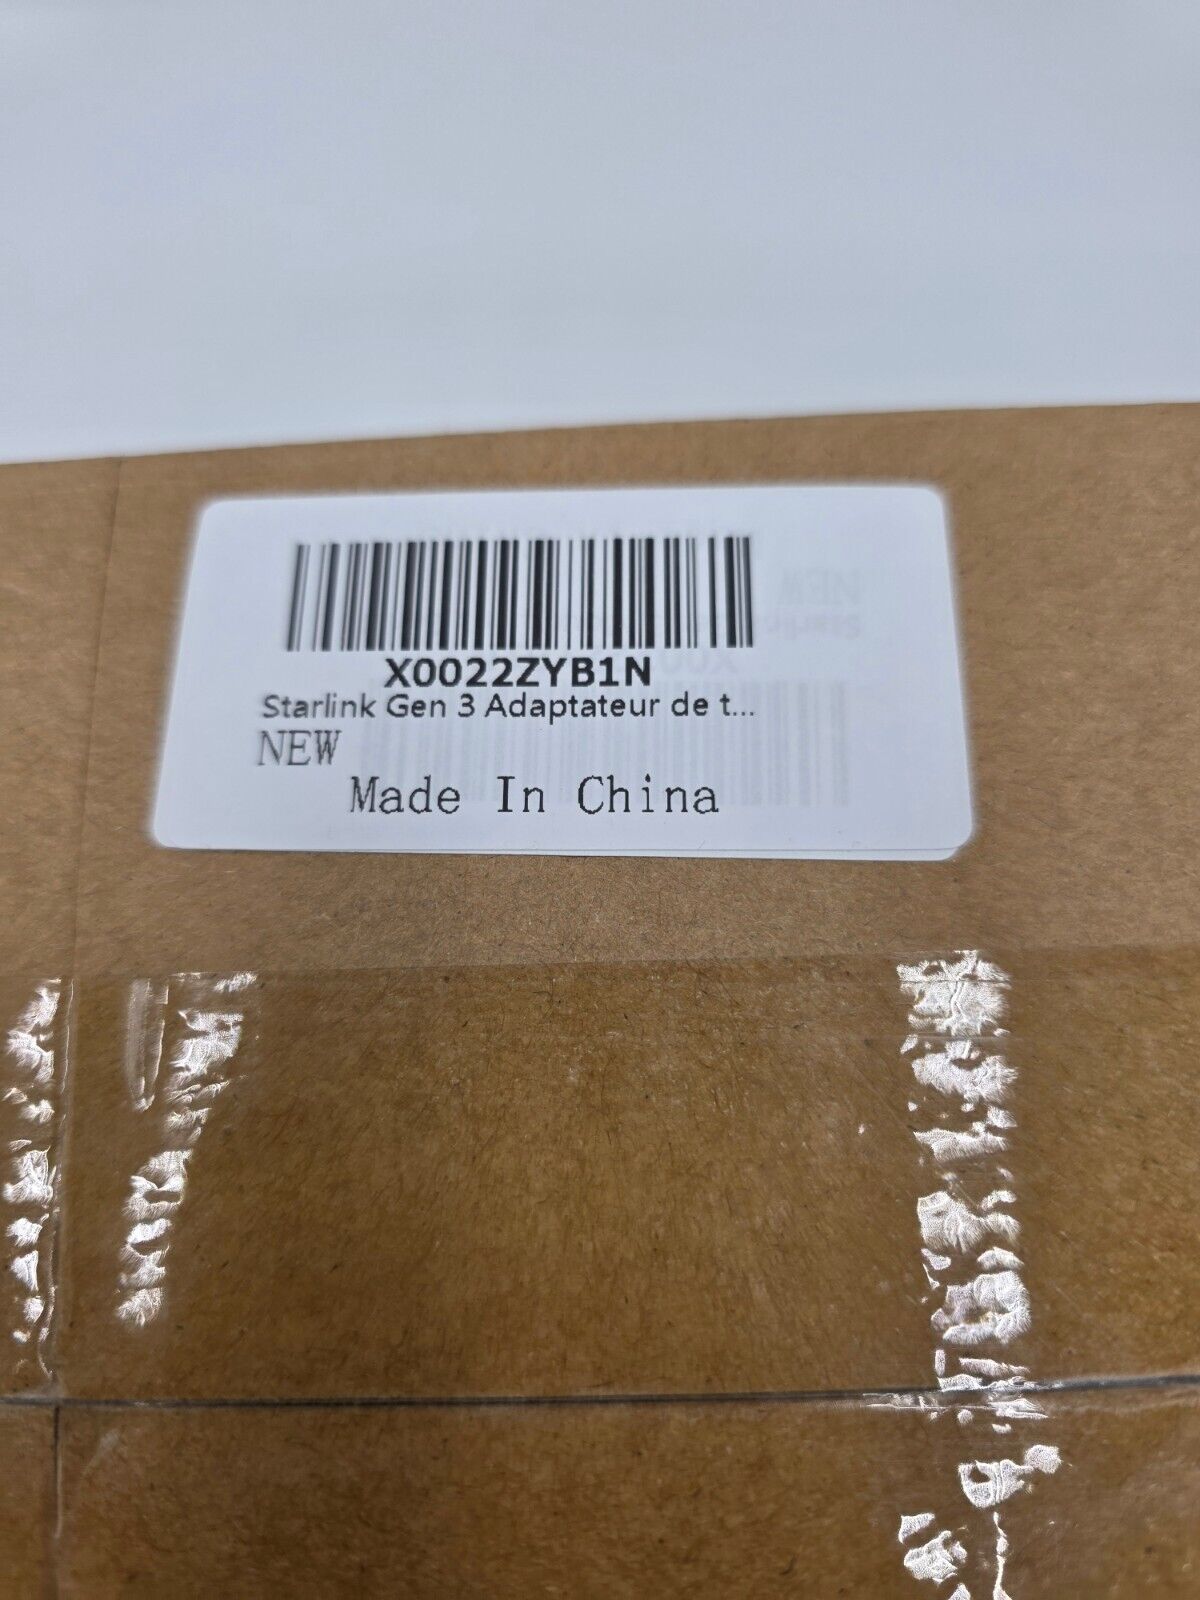 X0022ZYB1N
Starlink Gen 3 Adaptateur de t...
NEW
Made In China